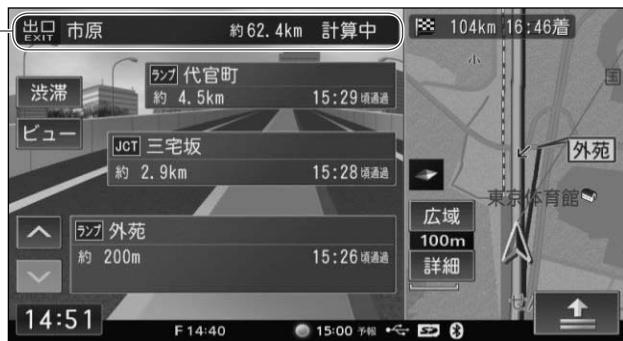 出口 EXIT 市原 約62.4km 計算中
104km 16:46着
渋滞
ビュー
ランプ 代官町
約 4.5km 15:29頃通過
JCT 三宅坂
約 2.9km 15:28頃通過
ランプ 外苑
約 200m 15:26頃通過
14:51
F 14:40
15:00 予報
小
国
外苑
東京体育館
広域
100m
詳細